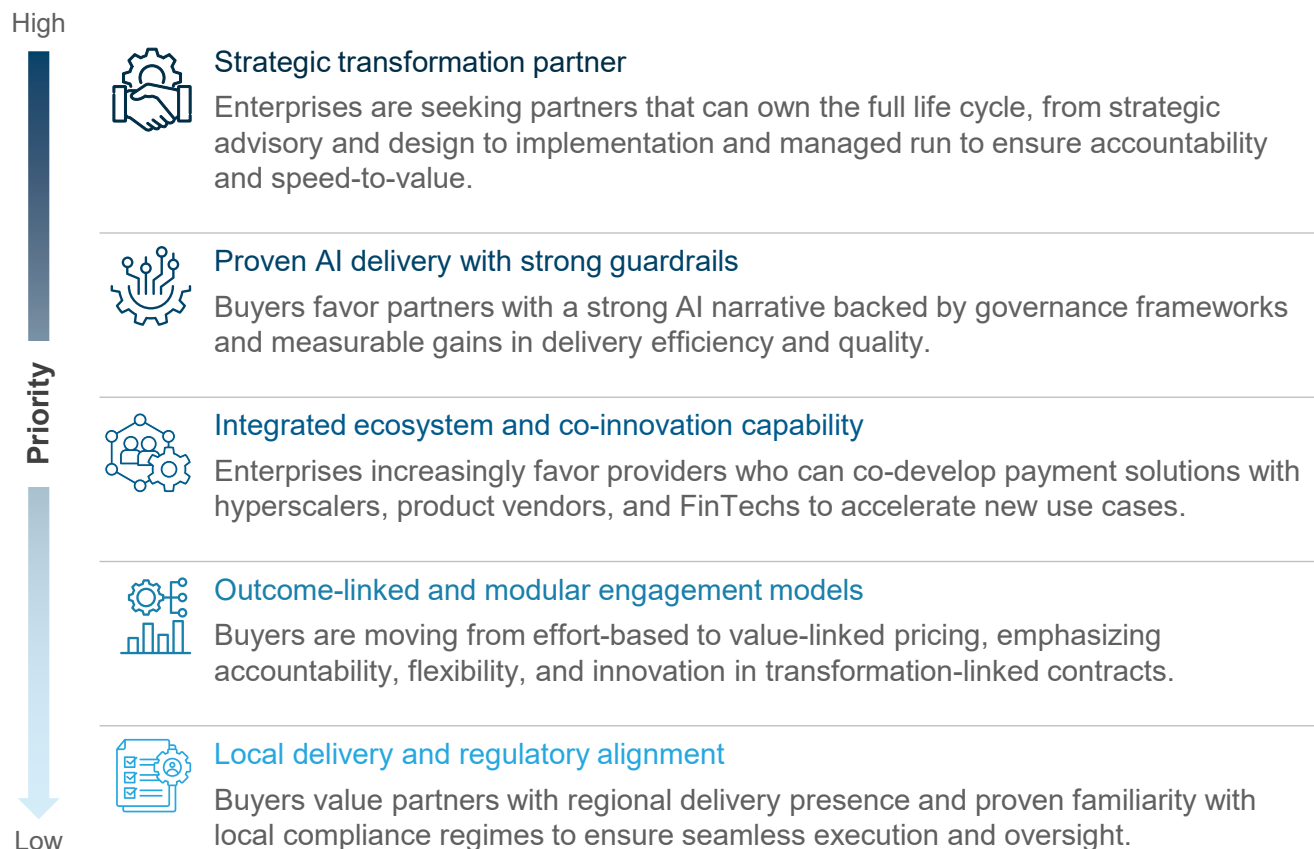 High
Strategic transformation partner
Enterprises are seeking partners that can own the full life cycle, from strategic
advisory and design to implementation and managed run to ensure accountability
and speed-to-value.
Proven AI delivery with strong guardrails
Buyers favor partners with a strong AI narrative backed by governance frameworks
and measurable gains in delivery efficiency and quality.
Priority
Integrated ecosystem and co-innovation capability
Enterprises increasingly favor providers who can co-develop payment solutions with
hyperscalers, product vendors, and FinTechs to accelerate new use cases.
Outcome-linked and modular engagement models
Buyers are moving from effort-based to value-linked pricing, emphasizing
accountability, flexibility, and innovation in transformation-linked contracts.
Local delivery and regulatory alignment
Buyers value partners with regional delivery presence and proven familiarity with
local compliance regimes to ensure seamless execution and oversight.
Low